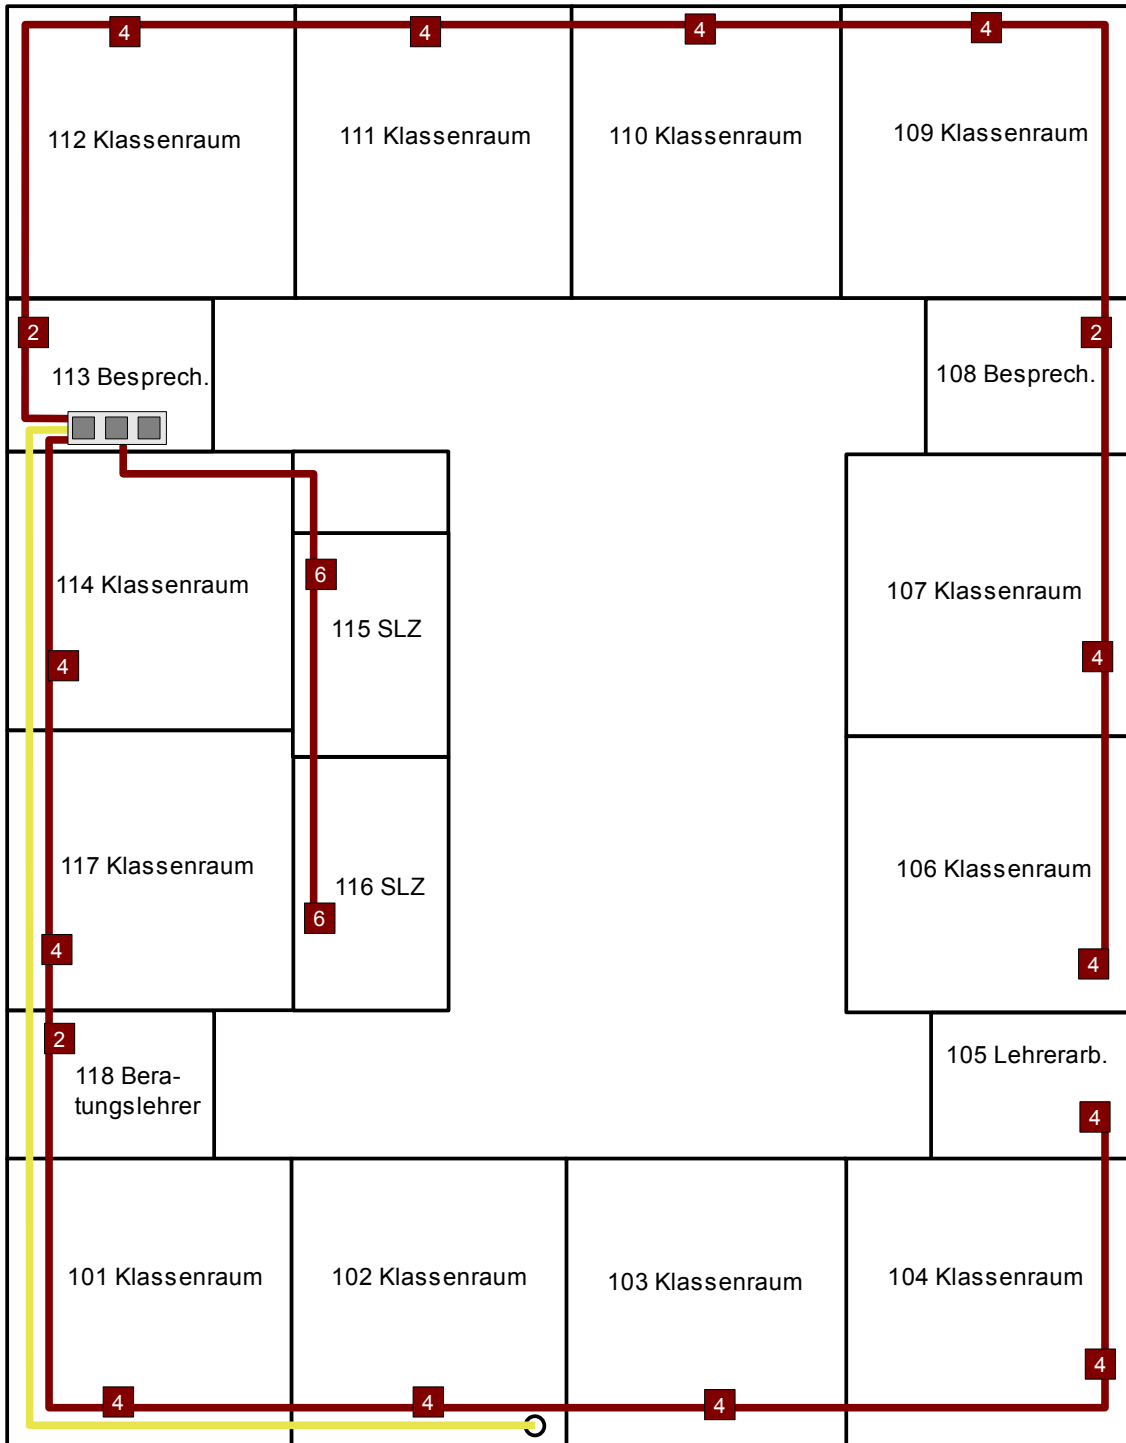 4
4
4
4
112 Klassenraum
111 Klassenraum
110 Klassenraum
109 Klassenraum
2
2
113 Besprech.
108 Besprech.
6
114 Klassenraum
107 Klassenraum
115 SLZ
4
4
117 Klassenraum
116 SLZ
106 Klassenraum
6
4
4
2
118 Bera-
tungslehrer
105 Lehrerarb.
4
101 Klassenraum
102 Klassenraum
103 Klassenraum
104 Klassenraum
4
4
4
4